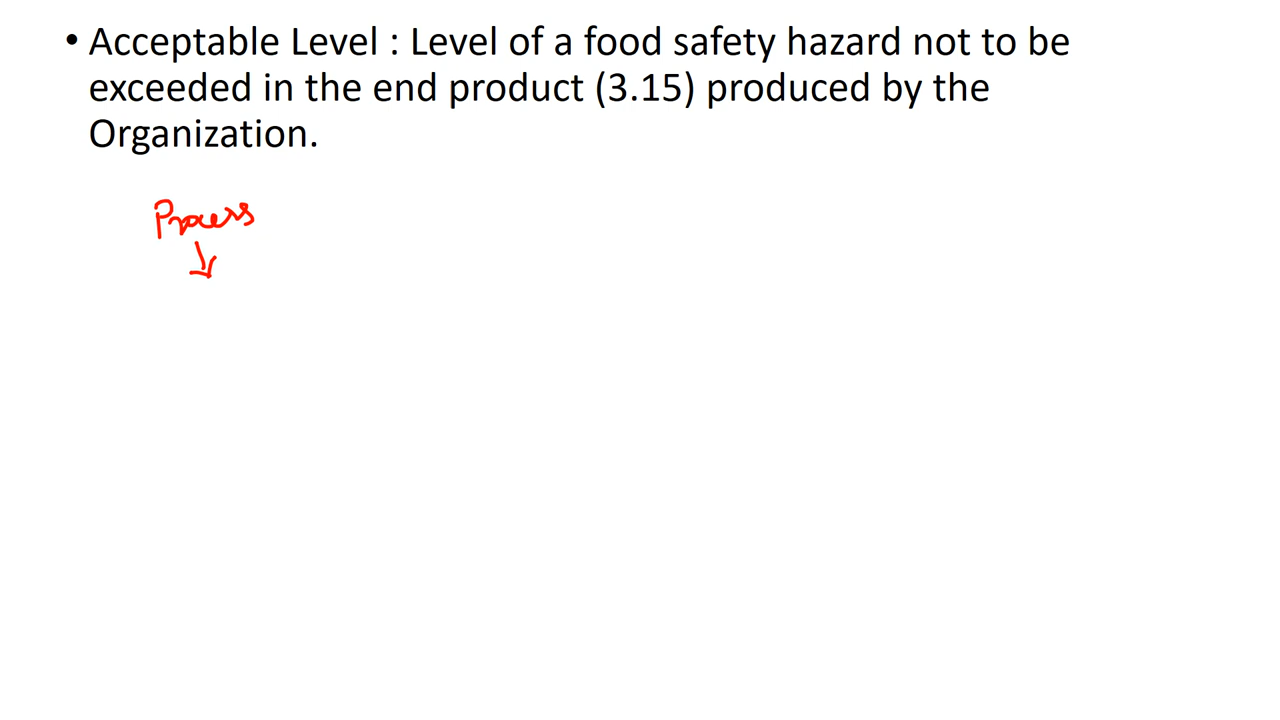 • Acceptable Level : Level of a food safety hazard not to be
exceeded in the end product (3.15) produced by the
Organization.
Process